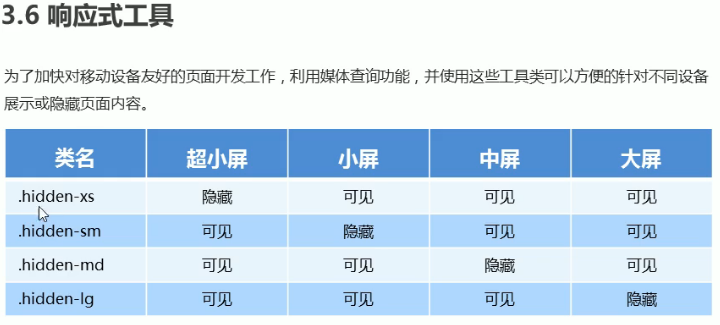 3.6 响应式工具
为了加快对移动设备友好的页面开发工作，利用媒体查询功能，并使用这些工具类可以方便的针对不同设备
展示或隐藏页面内容。
类名 超小屏 小屏 中屏 大屏
.hidden-xs 隐藏 可见 可见 可见
.hidden-sm 可见 隐藏 可见 可见
.hidden-md 可见 可见 隐藏 可见
.hidden-lg 可见 可见 可见 隐藏